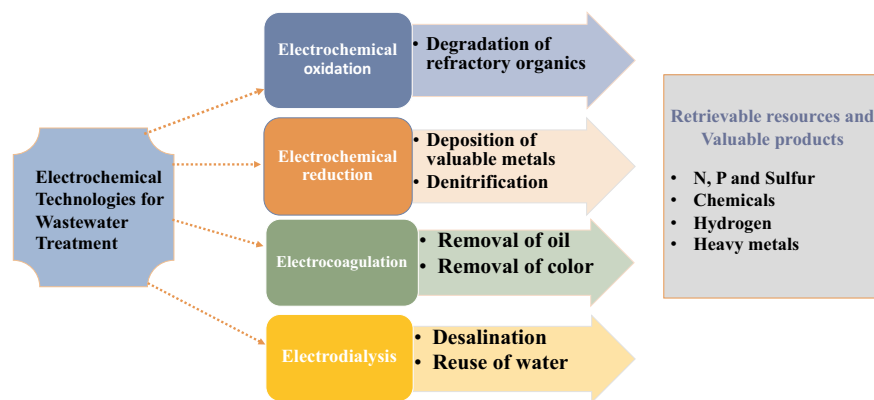 Electrochemical
Technologies for
Wastewater
Treatment
Electrochemical
oxidation
• Degradation of
refractory organics
Electrochemical
reduction
• Deposition of
valuable metals
• Denitrification
Electrocoagulation
• Removal of oil
• Removal of color
Electrodialysis
• Desalination
• Reuse of water
Retrievable resources and
Valuable products
• N, P and Sulfur
• Chemicals
• Hydrogen
• Heavy metals